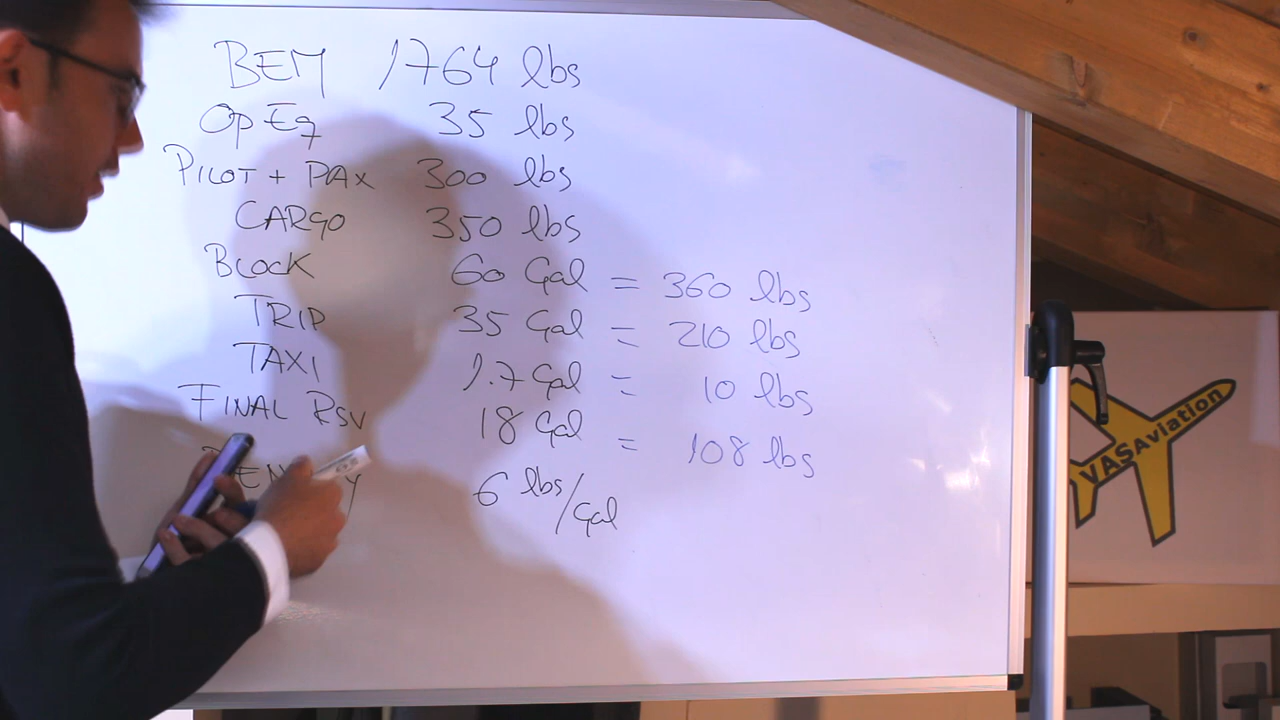 BEM 1764 lbs
Op Eq 35 lbs
PILOT + PAX 300 lbs
CARGO 350 lbs
BLOCK 60 Gal = 360 lbs
TRIP 35 Gal = 210 lbs
TAXI 1.7 Gal = 10 lbs
FINAL RSV 18 Gal = 108 lbs
6 lbs/Gal
VASAviation